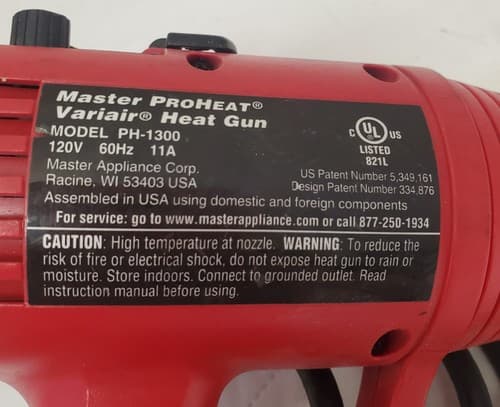 Master PROHEAT®
Variair® Heat Gun
MODEL PH-1300
120V 60Hz 11A
Master Appliance Corp.
Racine, WI 53403 USA
C UL US
LISTED
821L
US Patent Number 5,349,161
Design Patent Number 334,876
Assembled in USA using domestic and foreign components
For service: go to www.masterappliance.com or call 877-250-1934
CAUTION: High temperature at nozzle. WARNING: To reduce the
risk of fire or electrical shock, do not expose heat gun to rain or
moisture. Store indoors. Connect to grounded outlet. Read
instruction manual before using.